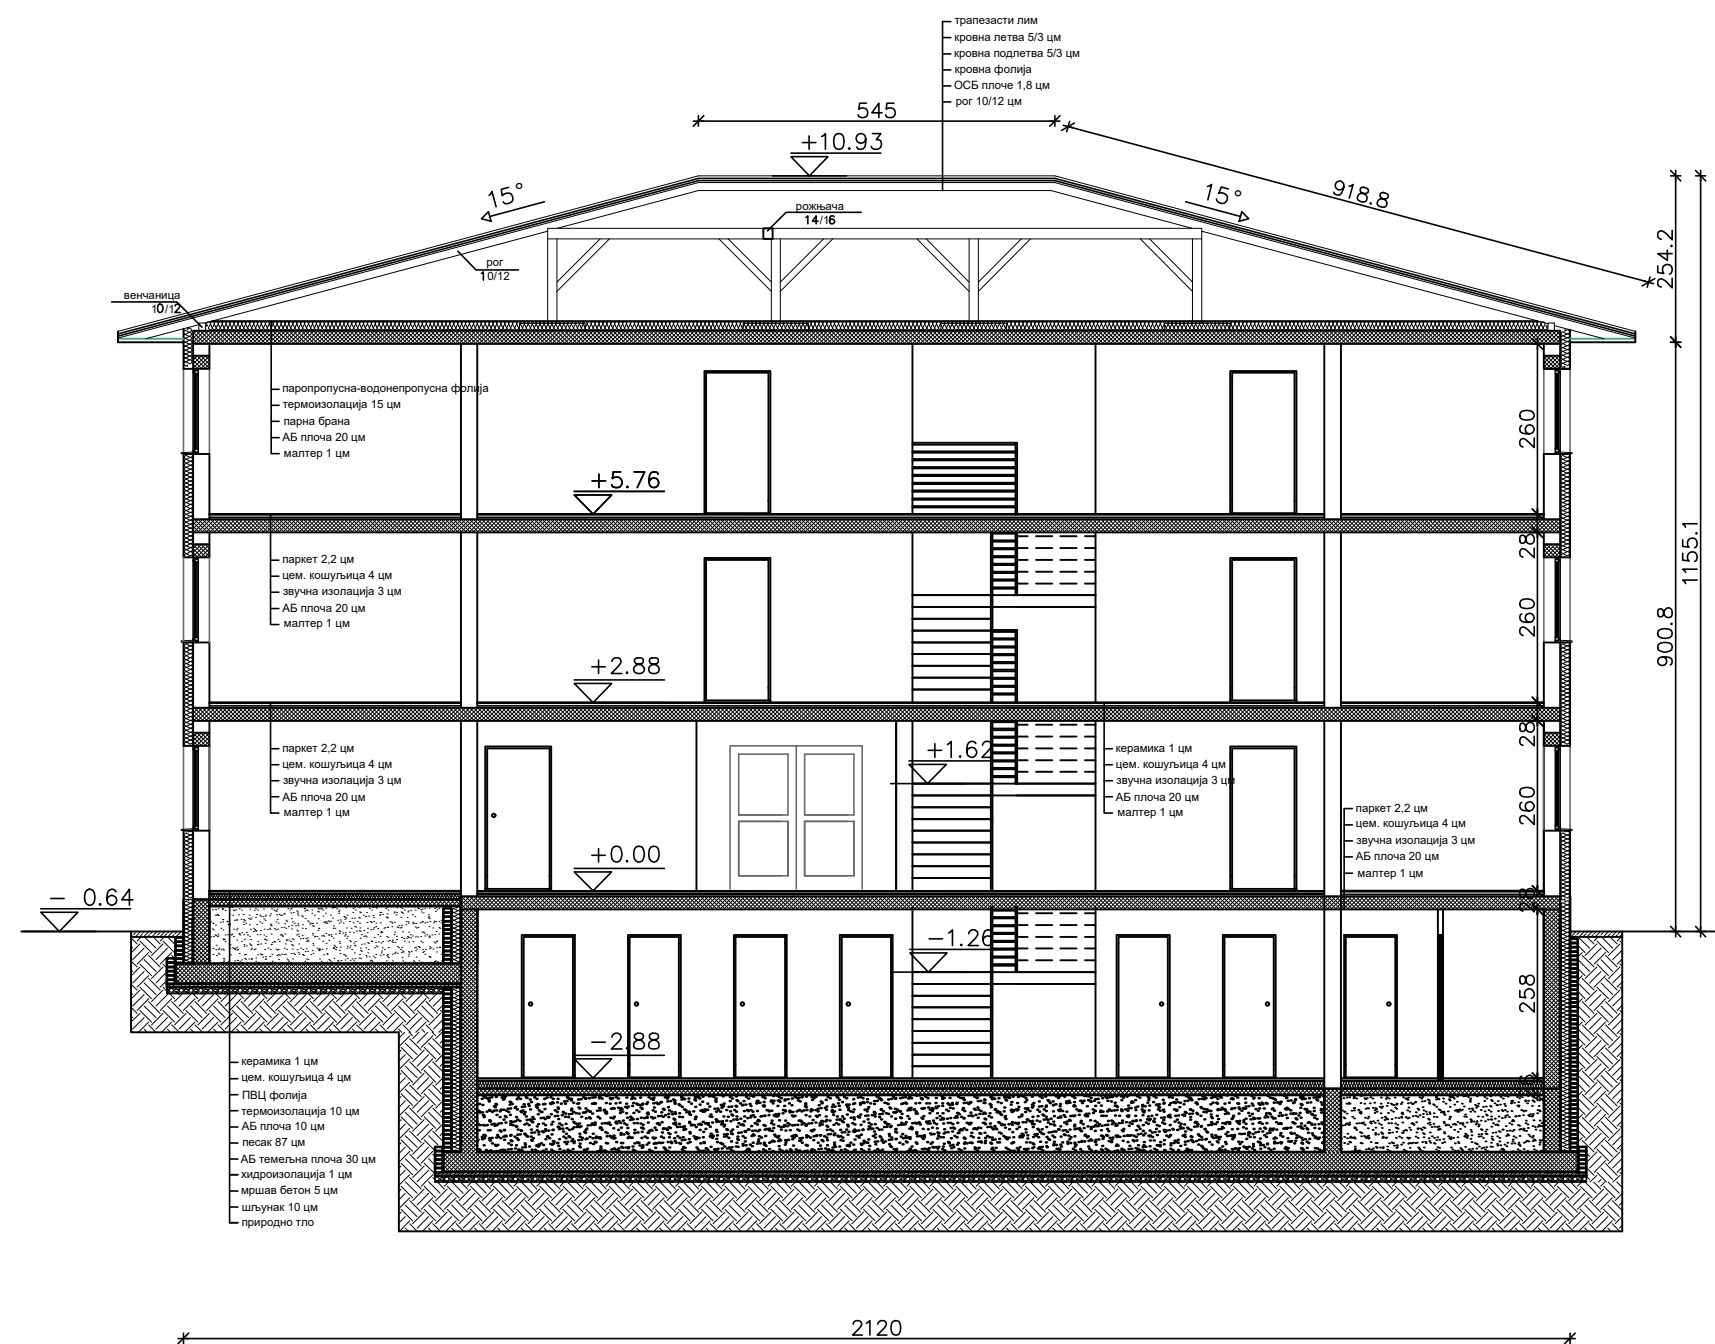 трапезасти лим
кровна летва 5/3 цм
кровна подлетва 5/3 цм
кровна фолија
ОСБ плоче 1,8 цм
рог 10/12 цм
545
+10.93
15°
15°
918.8
рожњача
14/16
рог
10/12
венчаница
10/12
254.2
1155.1
900.8
паропропусна-водонепропусна фолија
термоизолација 15 цм
парна брана
АБ плоча 20 цм
малтер 1 цм
260
+5.76
28
паркет 2,2 цм
цем. кошуљица 4 цм
звучна изолација 3 цм
АБ плоча 20 цм
малтер 1 цм
260
+2.88
28
паркет 2,2 цм
цем. кошуљица 4 цм
звучна изолација 3 цм
АБ плоча 20 цм
малтер 1 цм
+1.62
керамика 1 цм
цем. кошуљица 4 цм
звучна изолација 3 цм
АБ плоча 20 цм
малтер 1 цм
260
паркет 2,2 цм
цем. кошуљица 4 цм
звучна изолација 3 цм
АБ плоча 20 цм
малтер 1 цм
+0.00
28
- 0.64
-1.26
258
-2.88
6
керамика 1 цм
цем. кошуљица 4 цм
ПВЦ фолија
термоизолација 10 цм
АБ плоча 10 цм
песак 87 цм
АБ темељна плоча 30 цм
хидроизолација 1 цм
мршав бетон 5 цм
шљунак 10 цм
природно тло
2120